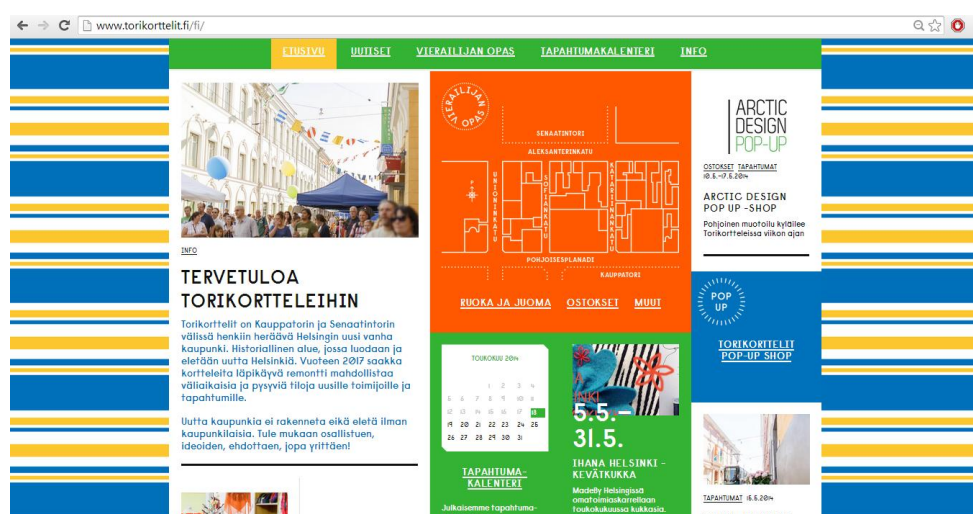 www.torikorttelit.fi/fi/
ETUSIVU UUTISET VIERAILIJAN OPAS TAPAHTUMAKALENTERI INFO
INFO
TERVETULOA
TORIKORTTELEIHIN
Torikorttelit on Kauppatorin ja Senaatintorin
välissä henkiin heräävä Helsingin uusi vanha
kaupunki. Historiallinen alue, jossa luodaan ja
eletään uutta Helsinkiä. Vuoteen 2017 saakka
kortteleita läpikäyvä remontti mahdollistaa
väliaikaisia ja pysyviä tiloja uusille toimijoille ja
tapahtumille.
Uutta kaupunkia ei rakenneta eikä eletä ilman
kaupunkilaisia. Tule mukaan osallistuen,
ideoiden, ehdottaen, jopa yrittäen!
VIERAILIJAN OPAS
SENAATINTORI
ALEKSANTERINKATU
UNIONINKATU
SOFIANKATU
KATARIINANKATU
POHJOISESPLANADI
KAUPPATORI
RUOKA JA JUOMA OSTOKSET MUUT
TOUKOKUU 2014
1 2 3 4
5 6 7 8 9 10 11
12 13 14 15 16 17 18
19 20 21 22 23 24 25
26 27 28 29 30 31
TAPAHTUMA-
KALENTERI
Julkaisemme tapahtuma-
5.5.–
31.5.
IHANA HELSINKI -
KEVÄTKUKKA
MadeBy Helsingissä
omatoimiaskarrellaan
toukokuussa kukkasia.
ARCTIC
DESIGN
POP-UP
OSTOKSET TAPAHTUMAT
10.6.-17.6.2014
ARCTIC DESIGN
POP UP -SHOP
Pohjoinen muotoilu kyläilee
Torikortteleissa viikon ajan
POP
UP
TORIKORTTELIT
POP-UP SHOP
TAPAHTUMAT 16.5.2014